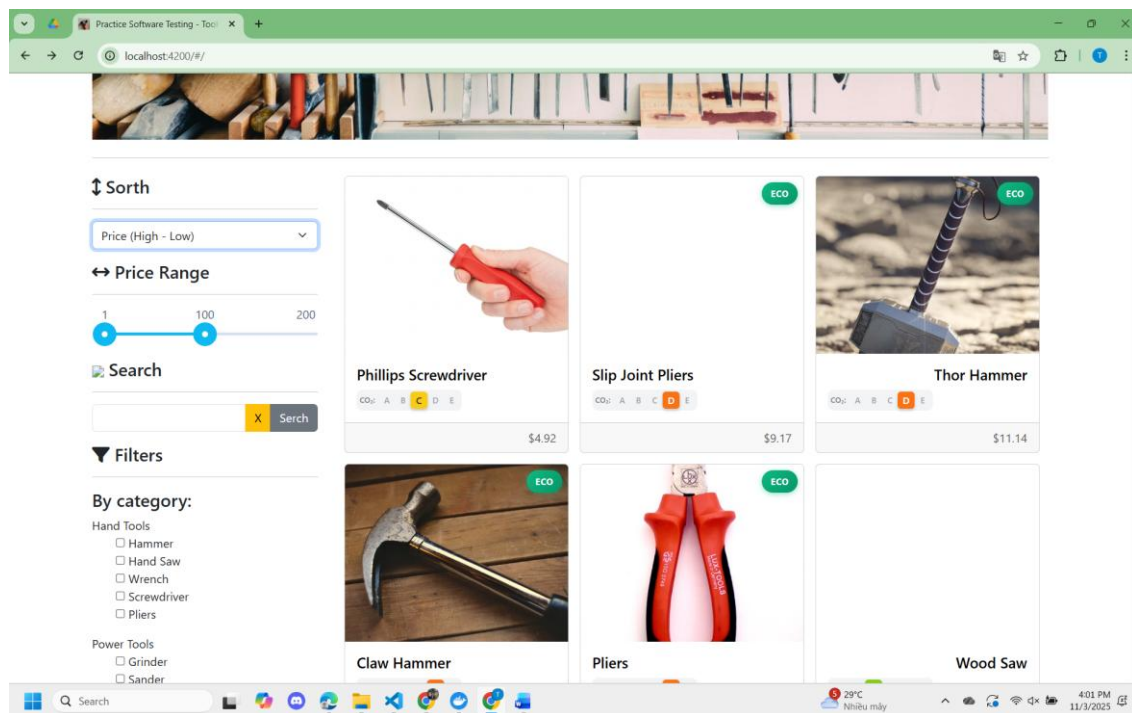 Practice Software Testing - Tool
localhost:4200/#/
Sorth
Price (High - Low)
Price Range
1 100 200
Search
X Serch
Filters
By category:
Hand Tools
Hammer
Hand Saw
Wrench
Screwdriver
Pliers
Power Tools
Grinder
Sander
Phillips Screwdriver
CO₂: A B C D E
$4.92
ECO
Slip Joint Pliers
CO₂: A B C D E
$9.17
ECO
Thor Hammer
CO₂: A B C D E
$11.14
ECO
Claw Hammer
ECO
LUX-TOOLS
Pliers
Wood Saw
Search
5
29°C
Nhiều mây
4:01 PM
11/3/2025